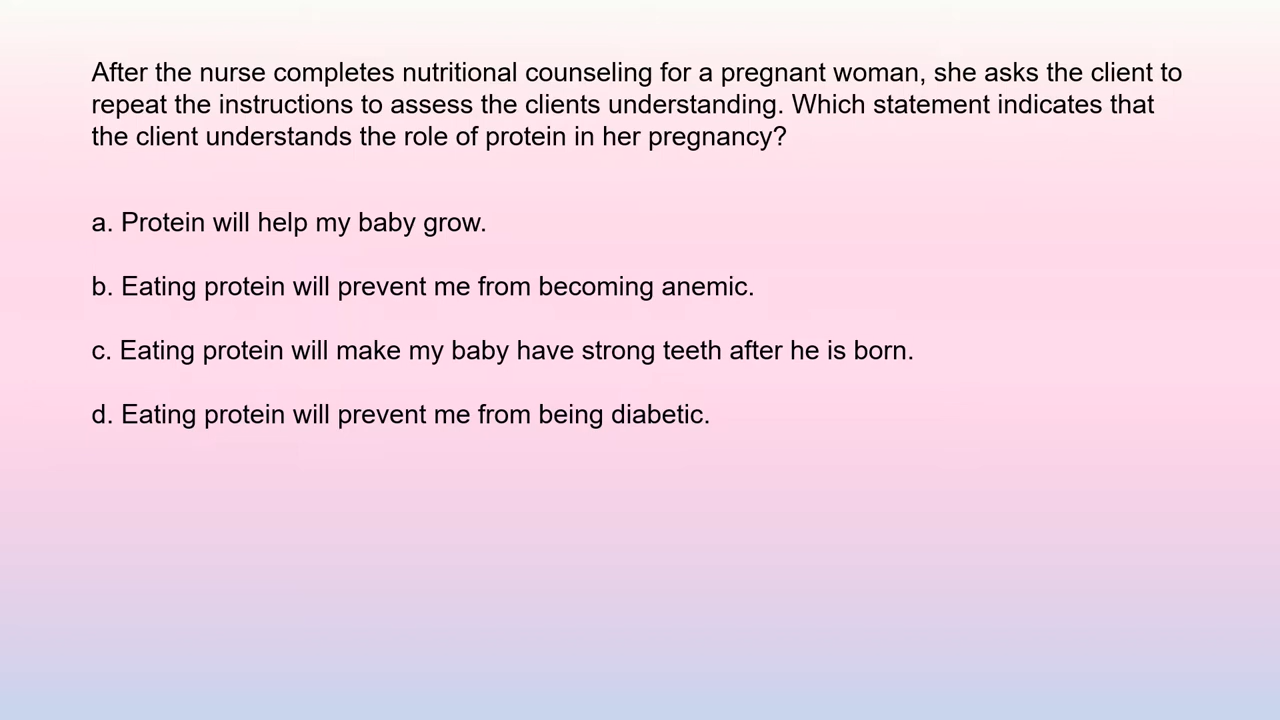 After the nurse completes nutritional counseling for a pregnant woman, she asks the client to
repeat the instructions to assess the clients understanding. Which statement indicates that
the client understands the role of protein in her pregnancy?
a. Protein will help my baby grow.
b. Eating protein will prevent me from becoming anemic.
c. Eating protein will make my baby have strong teeth after he is born.
d. Eating protein will prevent me from being diabetic.